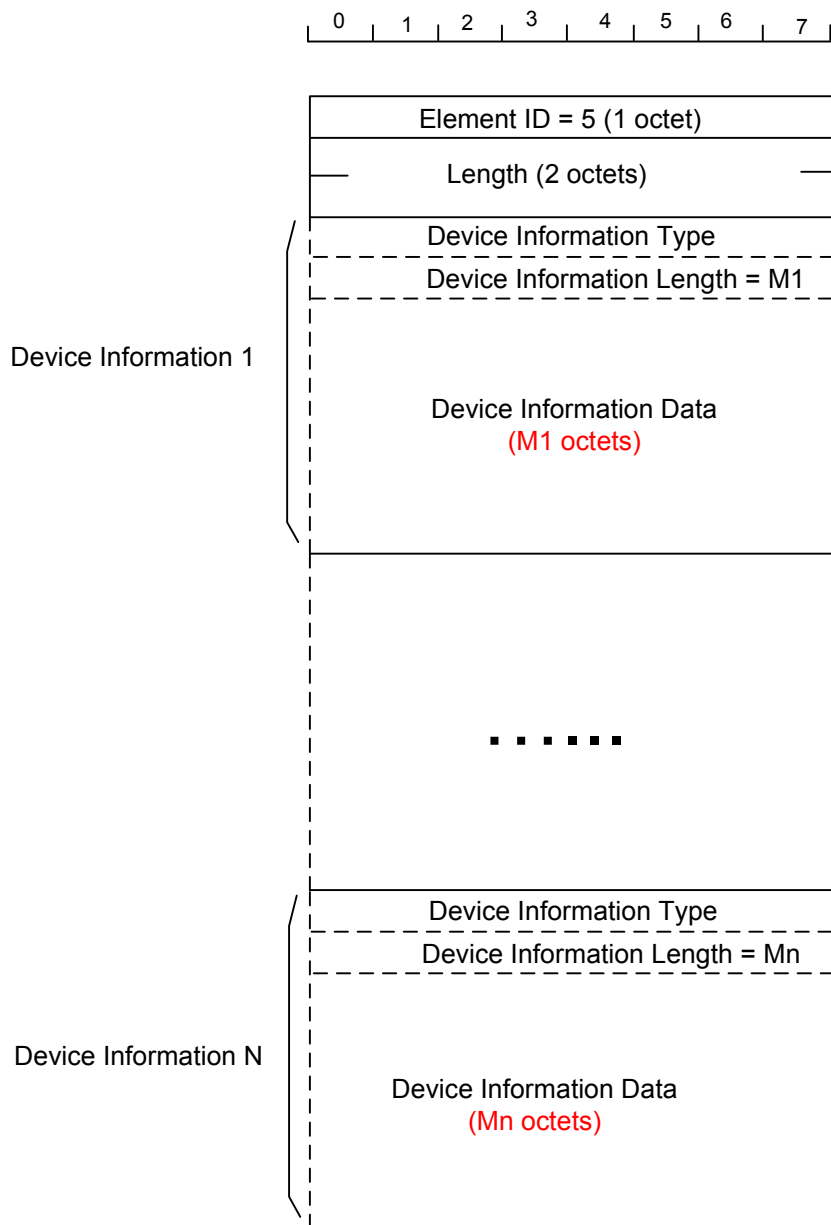 0 1 2 3 4 5 6 7
Element ID = 5 (1 octet)
Length (2 octets)
Device Information Type
Device Information Length = M1
Device Information 1
Device Information Data
(M1 octets)
......
Device Information Type
Device Information Length = Mn
Device Information N
Device Information Data
(Mn octets)